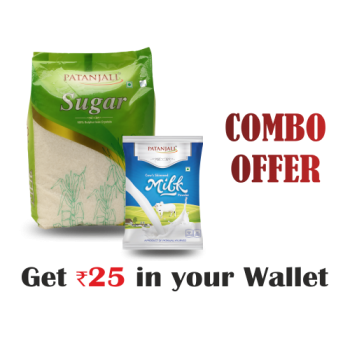 PATANJALI
Sugar
PATANJALI
Milk
COMBO
OFFER
Get ₹25 in your Wallet